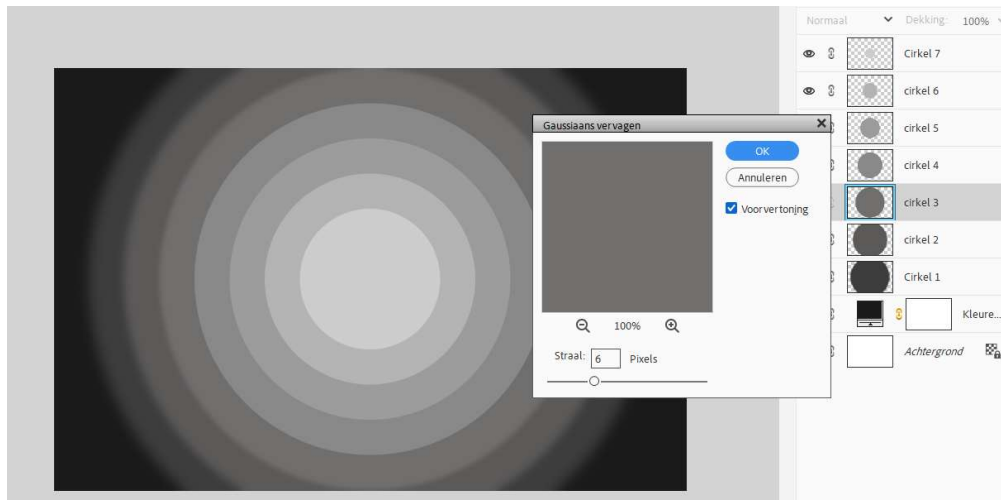 Normaal Dekking: 100%
Cirkel 7
cirkel 6
Gaussiaans vervagen
cirkel 5
OK
cirkel 4
Annuleren
Voorvertoning
cirkel 3
cirkel 2
Cirkel 1
100%
Kleure...
Straal: 6 Pixels
Achtergrond